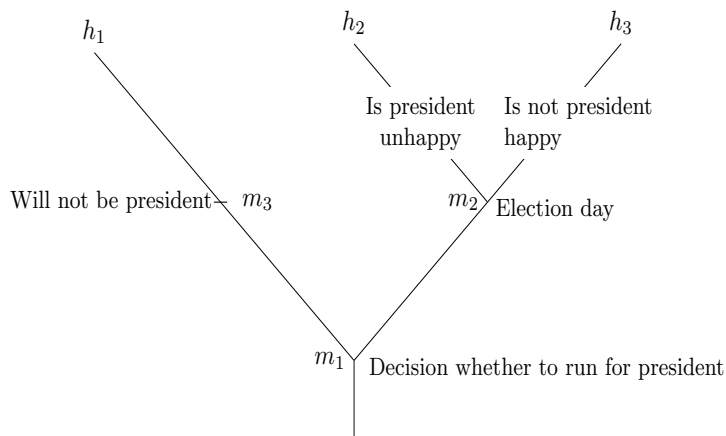 h1
h2
h3
Is president
unhappy
Is not president
happy
Will not be president
m3
m2
Election day
m1
Decision whether to run for president